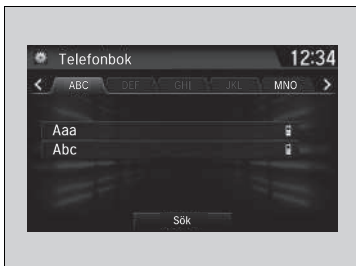 Telefonbok 12:34
ABC DEF GHI JKL MNO
Aaa
Abc
Sök